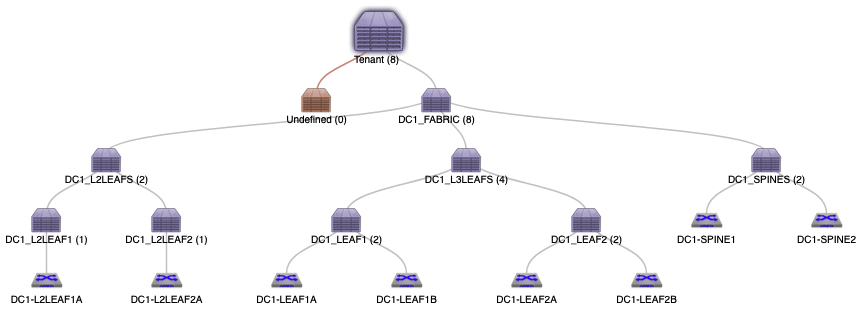 Tenant (8)
Undefined (0)
DC1_FABRIC (8)
DC1_L2LEAFS (2)
DC1_L3LEAFS (4)
DC1_SPINES (2)
DC1_L2LEAF1 (1)
DC1_L2LEAF2 (1)
DC1_LEAF1 (2)
DC1_LEAF2 (2)
DC1-SPINE1
DC1-SPINE2
DC1-L2LEAF1A
DC1-L2LEAF2A
DC1-LEAF1A
DC1-LEAF1B
DC1-LEAF2A
DC1-LEAF2B